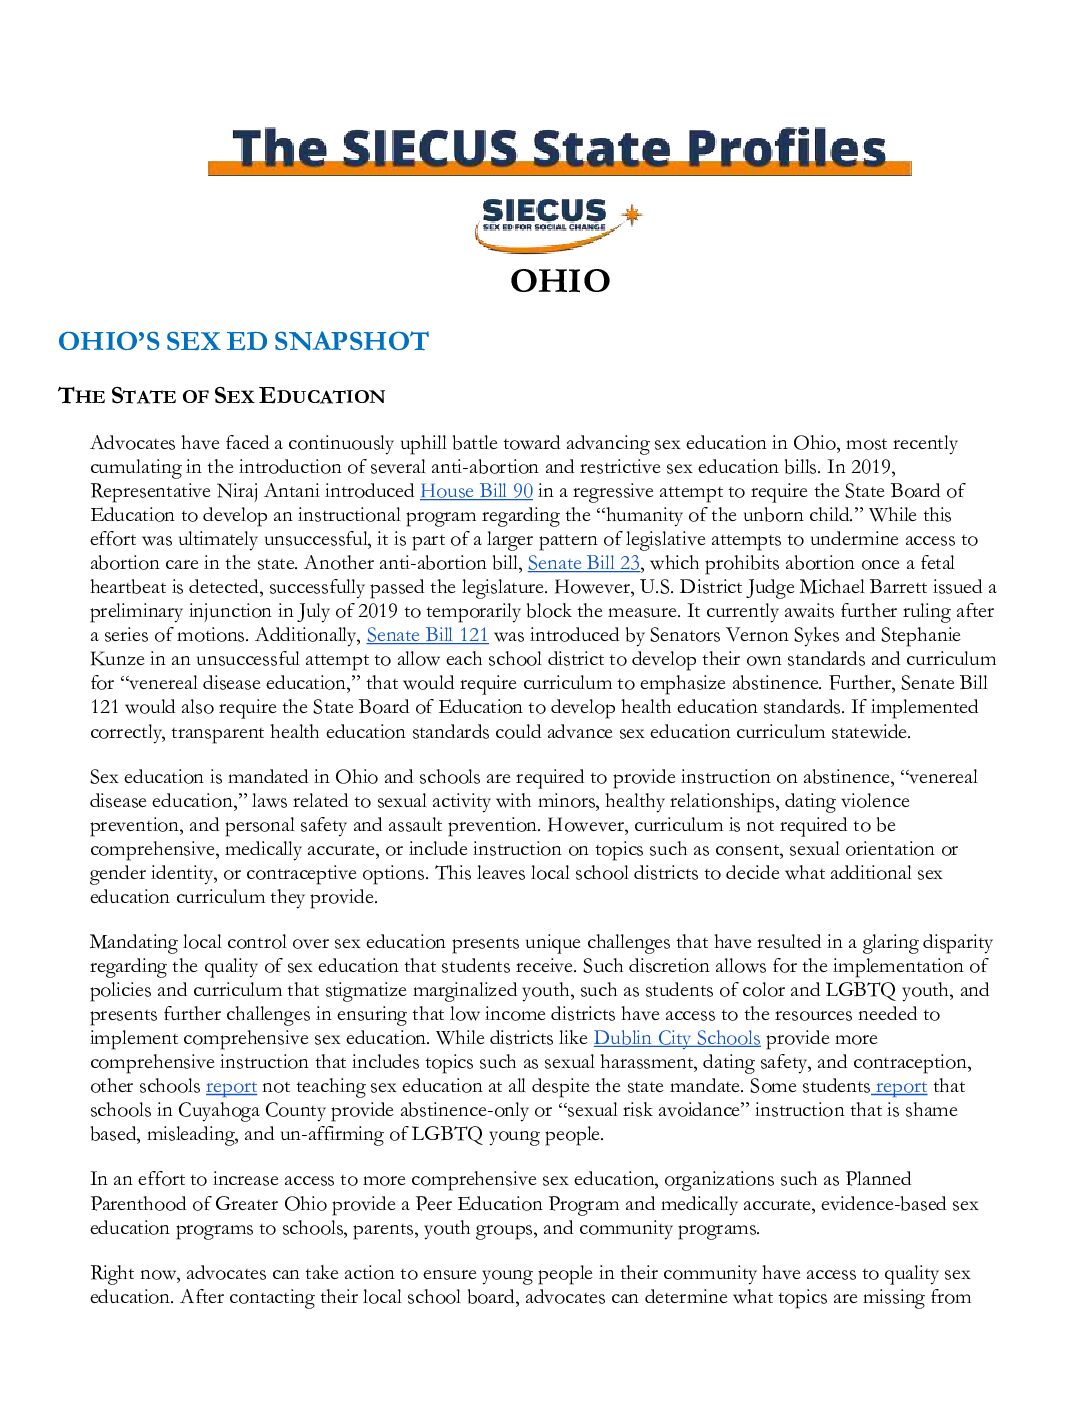 The SIECUS State Profiles
SIECUS
SEX ED FOR SOCIAL CHANGE
OHIO
OHIO’S SEX ED SNAPSHOT
THE STATE OF SEX EDUCATION
Advocates have faced a continuously uphill battle toward advancing sex education in Ohio, most recently
cumulating in the introduction of several anti-abortion and restrictive sex education bills. In 2019,
Representative Niraj Antani introduced House Bill 90 in a regressive attempt to require the State Board of
Education to develop an instructional program regarding the “humanity of the unborn child.” While this
effort was ultimately unsuccessful, it is part of a larger pattern of legislative attempts to undermine access to
abortion care in the state. Another anti-abortion bill, Senate Bill 23, which prohibits abortion once a fetal
heartbeat is detected, successfully passed the legislature. However, U.S. District Judge Michael Barrett issued a
preliminary injunction in July of 2019 to temporarily block the measure. It currently awaits further ruling after
a series of motions. Additionally, Senate Bill 121 was introduced by Senators Vernon Sykes and Stephanie
Kunze in an unsuccessful attempt to allow each school district to develop their own standards and curriculum
for “venereal disease education,” that would require curriculum to emphasize abstinence. Further, Senate Bill
121 would also require the State Board of Education to develop health education standards. If implemented
correctly, transparent health education standards could advance sex education curriculum statewide.
Sex education is mandated in Ohio and schools are required to provide instruction on abstinence, “venereal
disease education,” laws related to sexual activity with minors, healthy relationships, dating violence
prevention, and personal safety and assault prevention. However, curriculum is not required to be
comprehensive, medically accurate, or include instruction on topics such as consent, sexual orientation or
gender identity, or contraceptive options. This leaves local school districts to decide what additional sex
education curriculum they provide.
Mandating local control over sex education presents unique challenges that have resulted in a glaring disparity
regarding the quality of sex education that students receive. Such discretion allows for the implementation of
policies and curriculum that stigmatize marginalized youth, such as students of color and LGBTQ youth, and
presents further challenges in ensuring that low income districts have access to the resources needed to
implement comprehensive sex education. While districts like Dublin City Schools provide more
comprehensive instruction that includes topics such as sexual harassment, dating safety, and contraception,
other schools report not teaching sex education at all despite the state mandate. Some students report that
schools in Cuyahoga County provide abstinence-only or “sexual risk avoidance” instruction that is shame
based, misleading, and un-affirming of LGBTQ young people.
In an effort to increase access to more comprehensive sex education, organizations such as Planned
Parenthood of Greater Ohio provide a Peer Education Program and medically accurate, evidence-based sex
education programs to schools, parents, youth groups, and community programs.
Right now, advocates can take action to ensure young people in their community have access to quality sex
education. After contacting their local school board, advocates can determine what topics are missing from